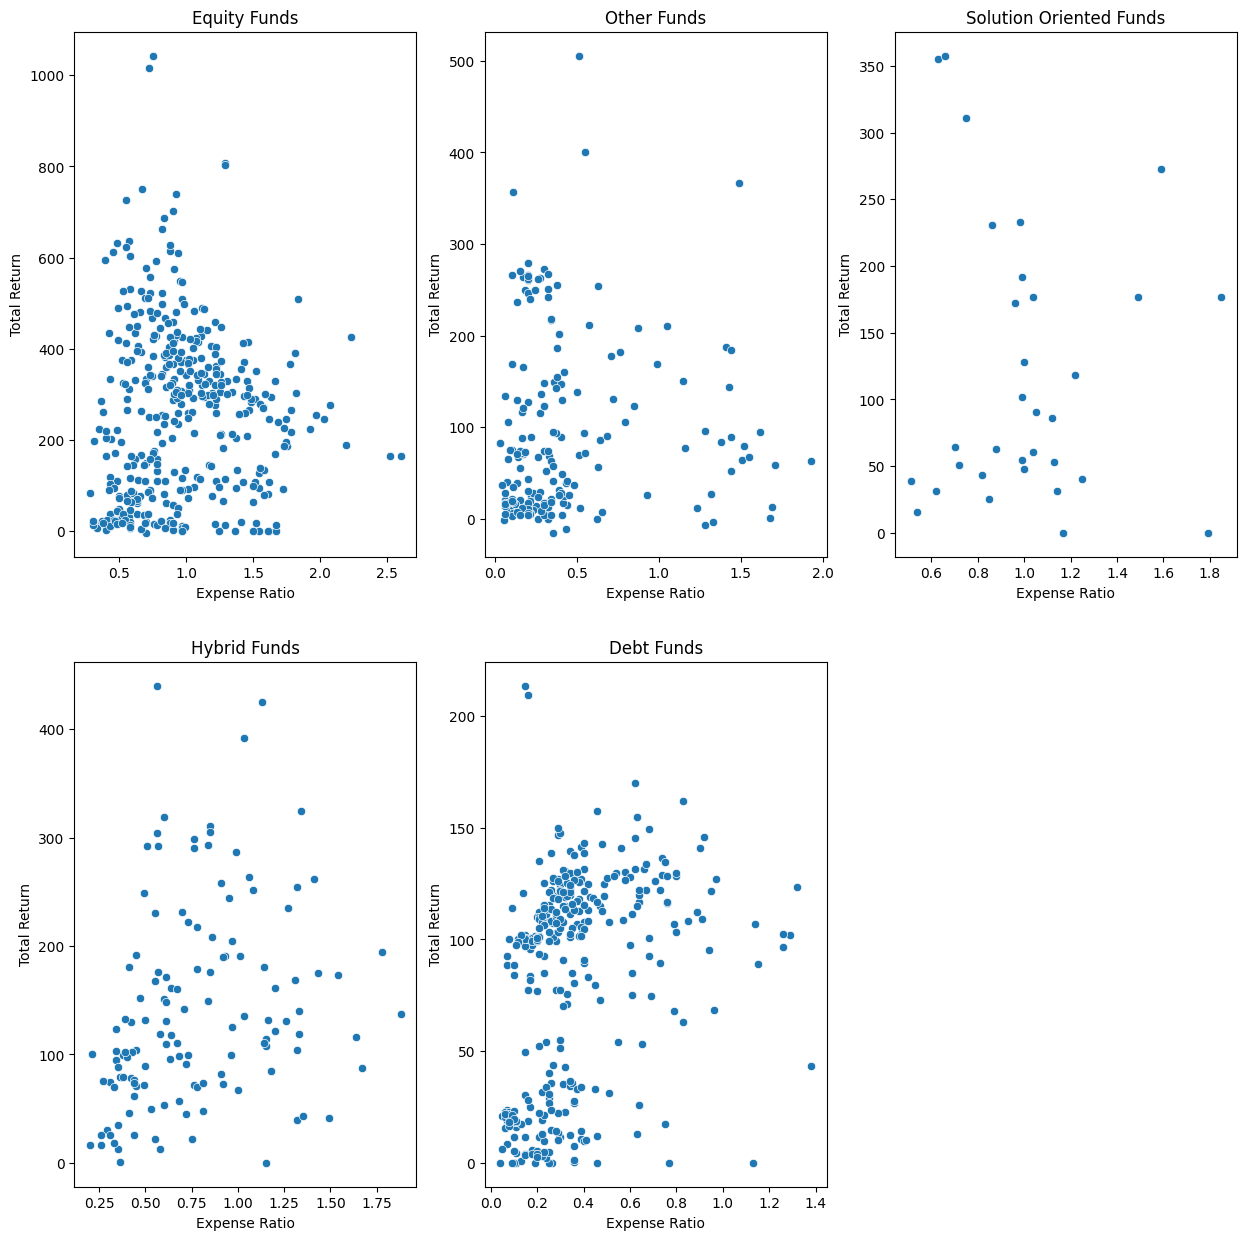 Equity Funds
Total Return
1000
800
600
400
200
0
0.5 1.0 1.5 2.0 2.5
Expense Ratio
Other Funds
Total Return
500
400
300
200
100
0
0.0 0.5 1.0 1.5 2.0
Expense Ratio
Solution Oriented Funds
Total Return
350
300
250
200
150
100
50
0
0.6 0.8 1.0 1.2 1.4 1.6 1.8
Expense Ratio
Hybrid Funds
Total Return
400
300
200
100
0
0.25 0.50 0.75 1.00 1.25 1.50 1.75
Expense Ratio
Debt Funds
Total Return
200
150
100
50
0
0.0 0.2 0.4 0.6 0.8 1.0 1.2 1.4
Expense Ratio